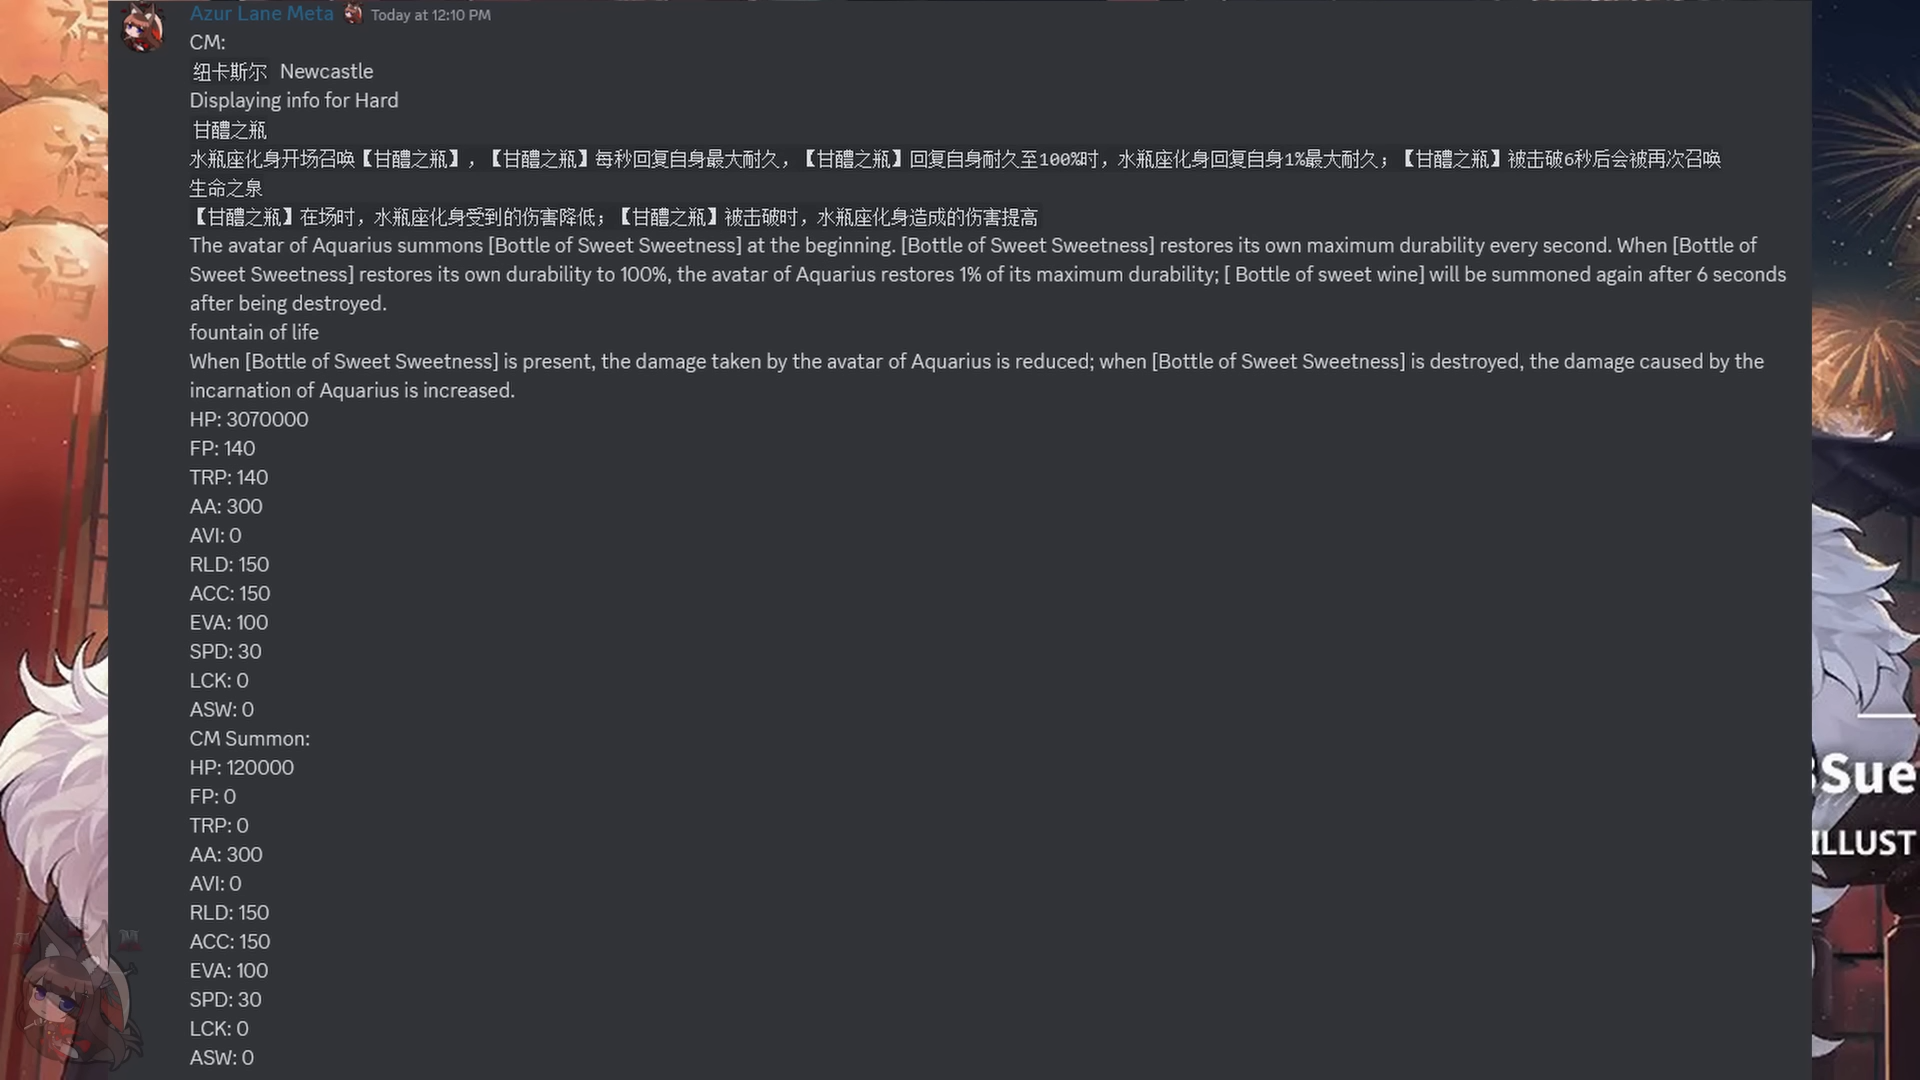 Azur Lane Meta Today at 12:10 PM
CM:
纽卡斯尔 Newcastle
Displaying info for Hard
甘醴之瓶
水瓶座化身开场召唤【甘醴之瓶】，【甘醴之瓶】每秒回复自身最大耐久，【甘醴之瓶】回复自身耐久至100%时，水瓶座化身回复自身1%最大耐久；【甘醴之瓶】被击破6秒后会被再次召唤
生命之泉
【甘醴之瓶】在场时，水瓶座化身受到的伤害降低；【甘醴之瓶】被击破时，水瓶座化身造成的伤害提高
The avatar of Aquarius summons [Bottle of Sweet Sweetness] at the beginning. [Bottle of Sweet Sweetness] restores its own maximum durability every second. When [Bottle of
Sweet Sweetness] restores its own durability to 100%, the avatar of Aquarius restores 1% of its maximum durability; [ Bottle of sweet wine] will be summoned again after 6 seconds
after being destroyed.
fountain of life
When [Bottle of Sweet Sweetness] is present, the damage taken by the avatar of Aquarius is reduced; when [Bottle of Sweet Sweetness] is destroyed, the damage caused by the
incarnation of Aquarius is increased.
HP: 3070000
FP: 140
TRP: 140
AA: 300
AVI: 0
RLD: 150
ACC: 150
EVA: 100
SPD: 30
LCK: 0
ASW: 0
CM Summon:
HP: 120000
FP: 0
TRP: 0
AA: 300
AVI: 0
RLD: 150
ACC: 150
EVA: 100
SPD: 30
LCK: 0
ASW: 0
Sue
ILLUST
福
福
福